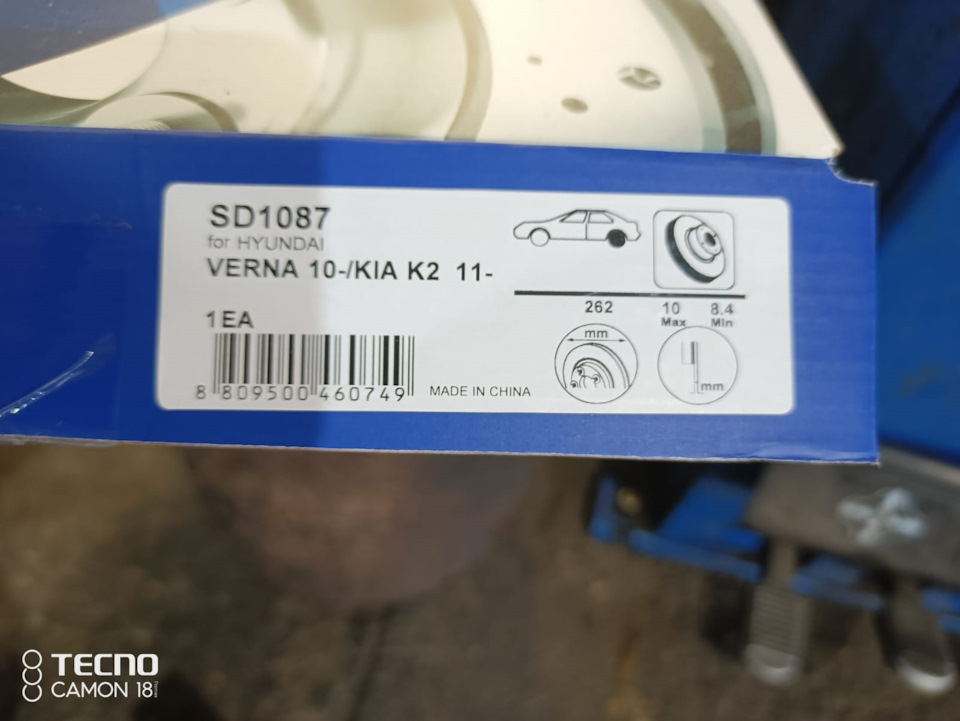 SD1087
for HYUNDAI
VERNA 10-/KIA K2 11-
262
10 8.4
Max Min
1EA
mm
mm
8 809500 460749
MADE IN CHINA
TECNO
CAMON 18